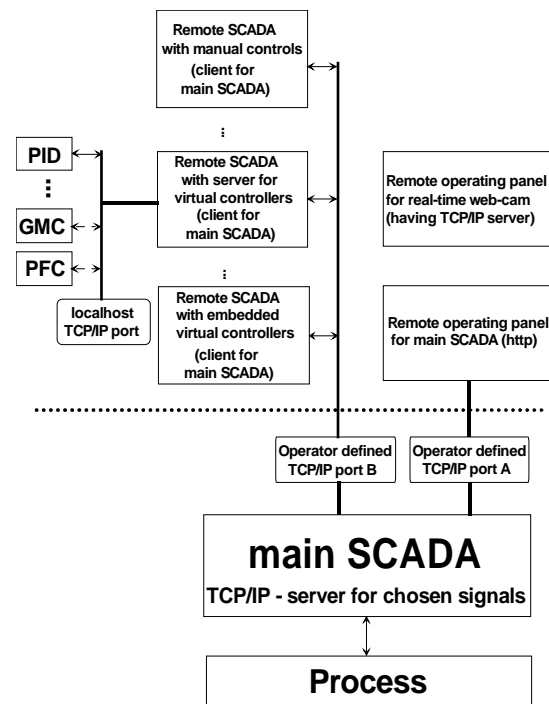 Remote SCADA
with manual controls
(client for
main SCADA)
...
PID
...
GMC
PFC
localhost
TCP/IP port
Remote SCADA
with server for
virtual controllers
(client for
main SCADA)
...
Remote SCADA
with embedded
virtual controllers
(client for
main SCADA)
Remote operating panel
for real-time web-cam
(having TCP/IP server)
Remote operating panel
for main SCADA (http)
Operator defined
TCP/IP port B
Operator defined
TCP/IP port A
main SCADA
TCP/IP - server for chosen signals
Process